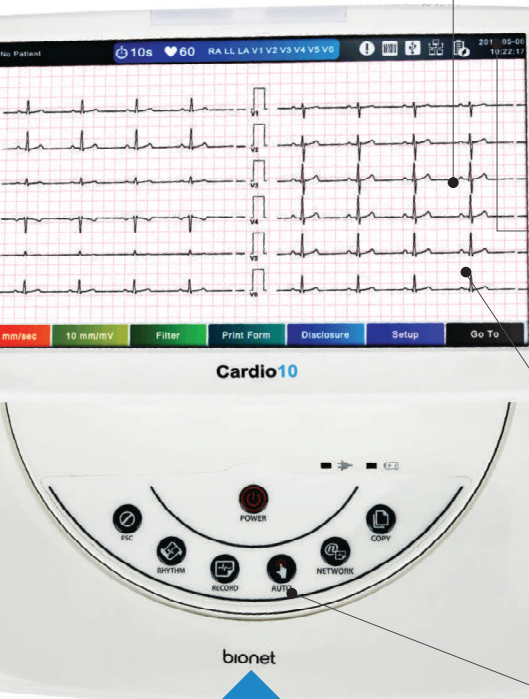 No Patient 10s 60 RA LL LA V1 V2 V3 V4 V5 V6
05-06
10:22:17
V1
V2
V3
V4
V5
V6
mm/sec 10 mm/mV Filter Print Form Disclosure Setup Go To
Cardio10
POWER
ESC COPY
RHYTHM NETWORK
RECORD AUTO
bionet